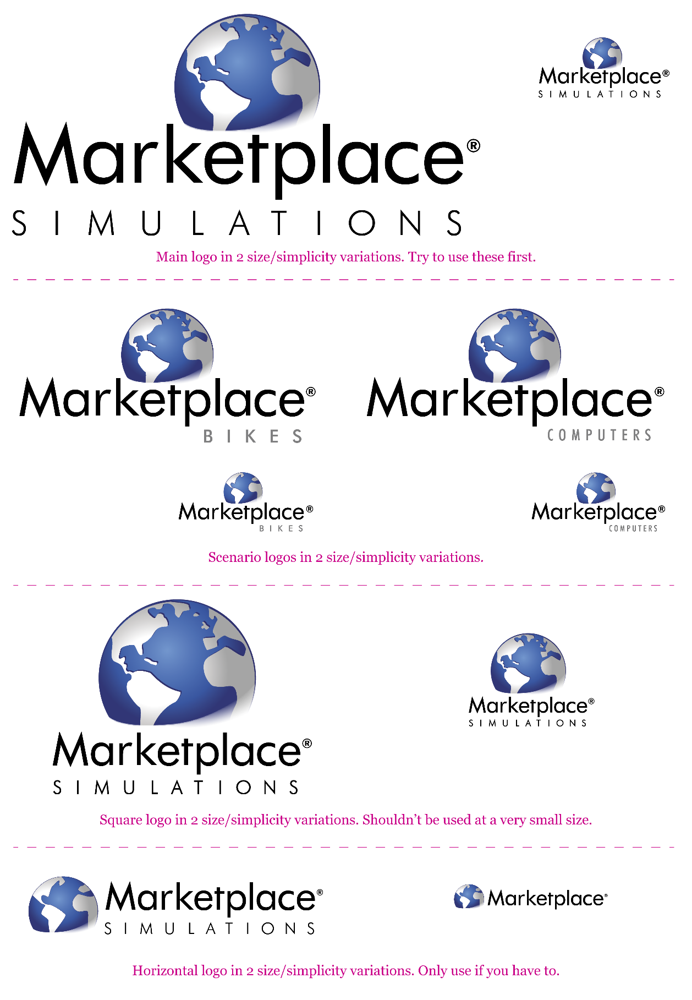 Marketplace®
SIMULATIONS
Marketplace®
SIMULATIONS
Main logo in 2 size/simplicity variations. Try to use these first.
Marketplace®
BIKES
Marketplace®
COMPUTERS
Marketplace®
BIKES
Marketplace®
COMPUTERS
Scenario logos in 2 size/simplicity variations.
Marketplace®
SIMULATIONS
Marketplace®
SIMULATIONS
Square logo in 2 size/simplicity variations. Shouldn’t be used at a very small size.
Marketplace®
SIMULATIONS
Marketplace®
Horizontal logo in 2 size/simplicity variations. Only use if you have to.